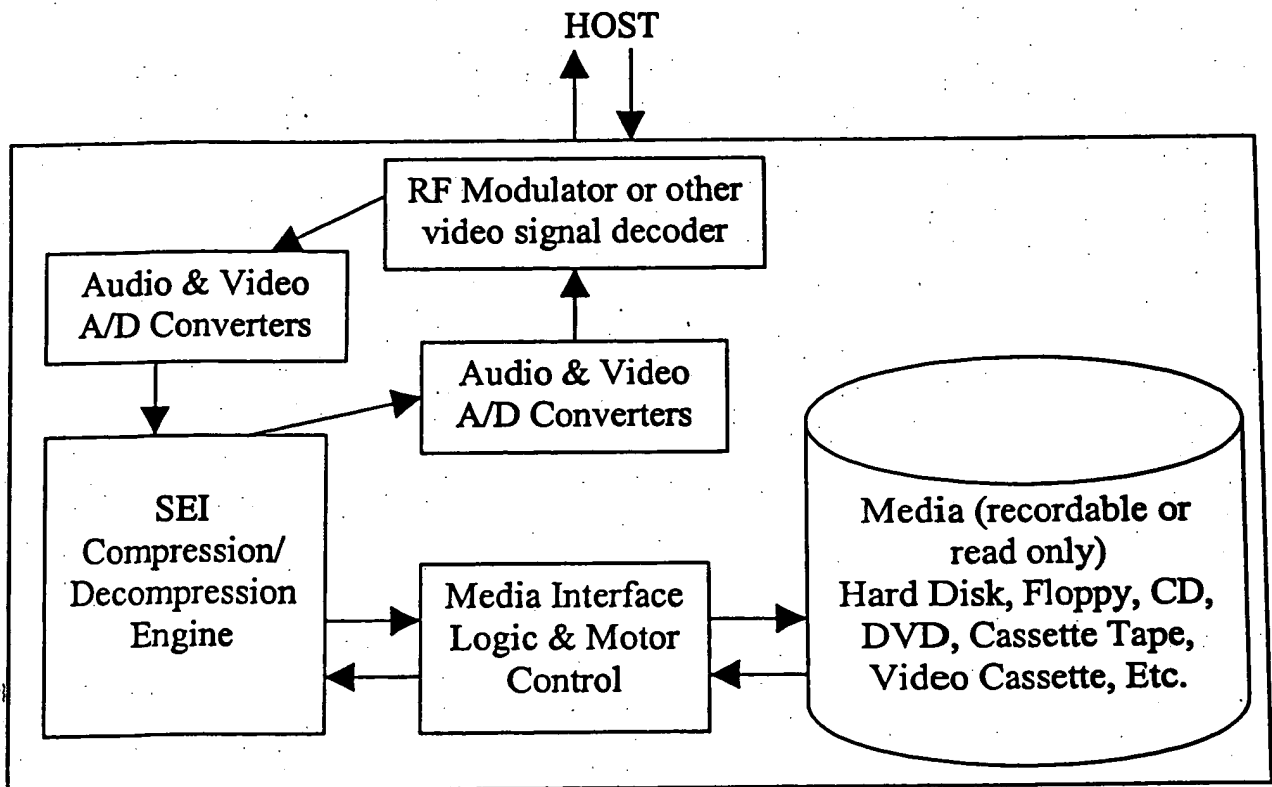 HOST
RF Modulator or other
video signal decoder
Audio & Video
A/D Converters
Audio & Video
A/D Converters
SEI
Compression/
Decompression
Engine
Media Interface
Logic & Motor
Control
Media (recordable or
read only)
Hard Disk, Floppy, CD,
DVD, Cassette Tape,
Video Cassette, Etc.